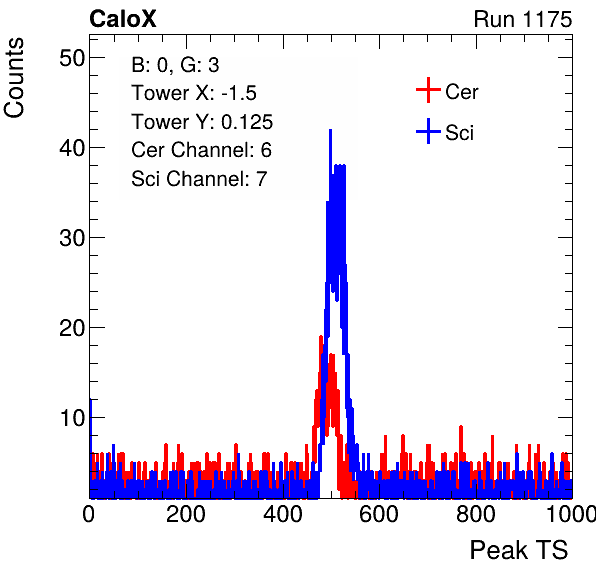 CaloX Run 1175
Counts
B: 0, G: 3
Tower X: -1.5
Tower Y: 0.125
Cer Channel: 6
Sci Channel: 7
Cer
Sci
50
40
30
20
10
0 200 400 600 800 1000
Peak TS